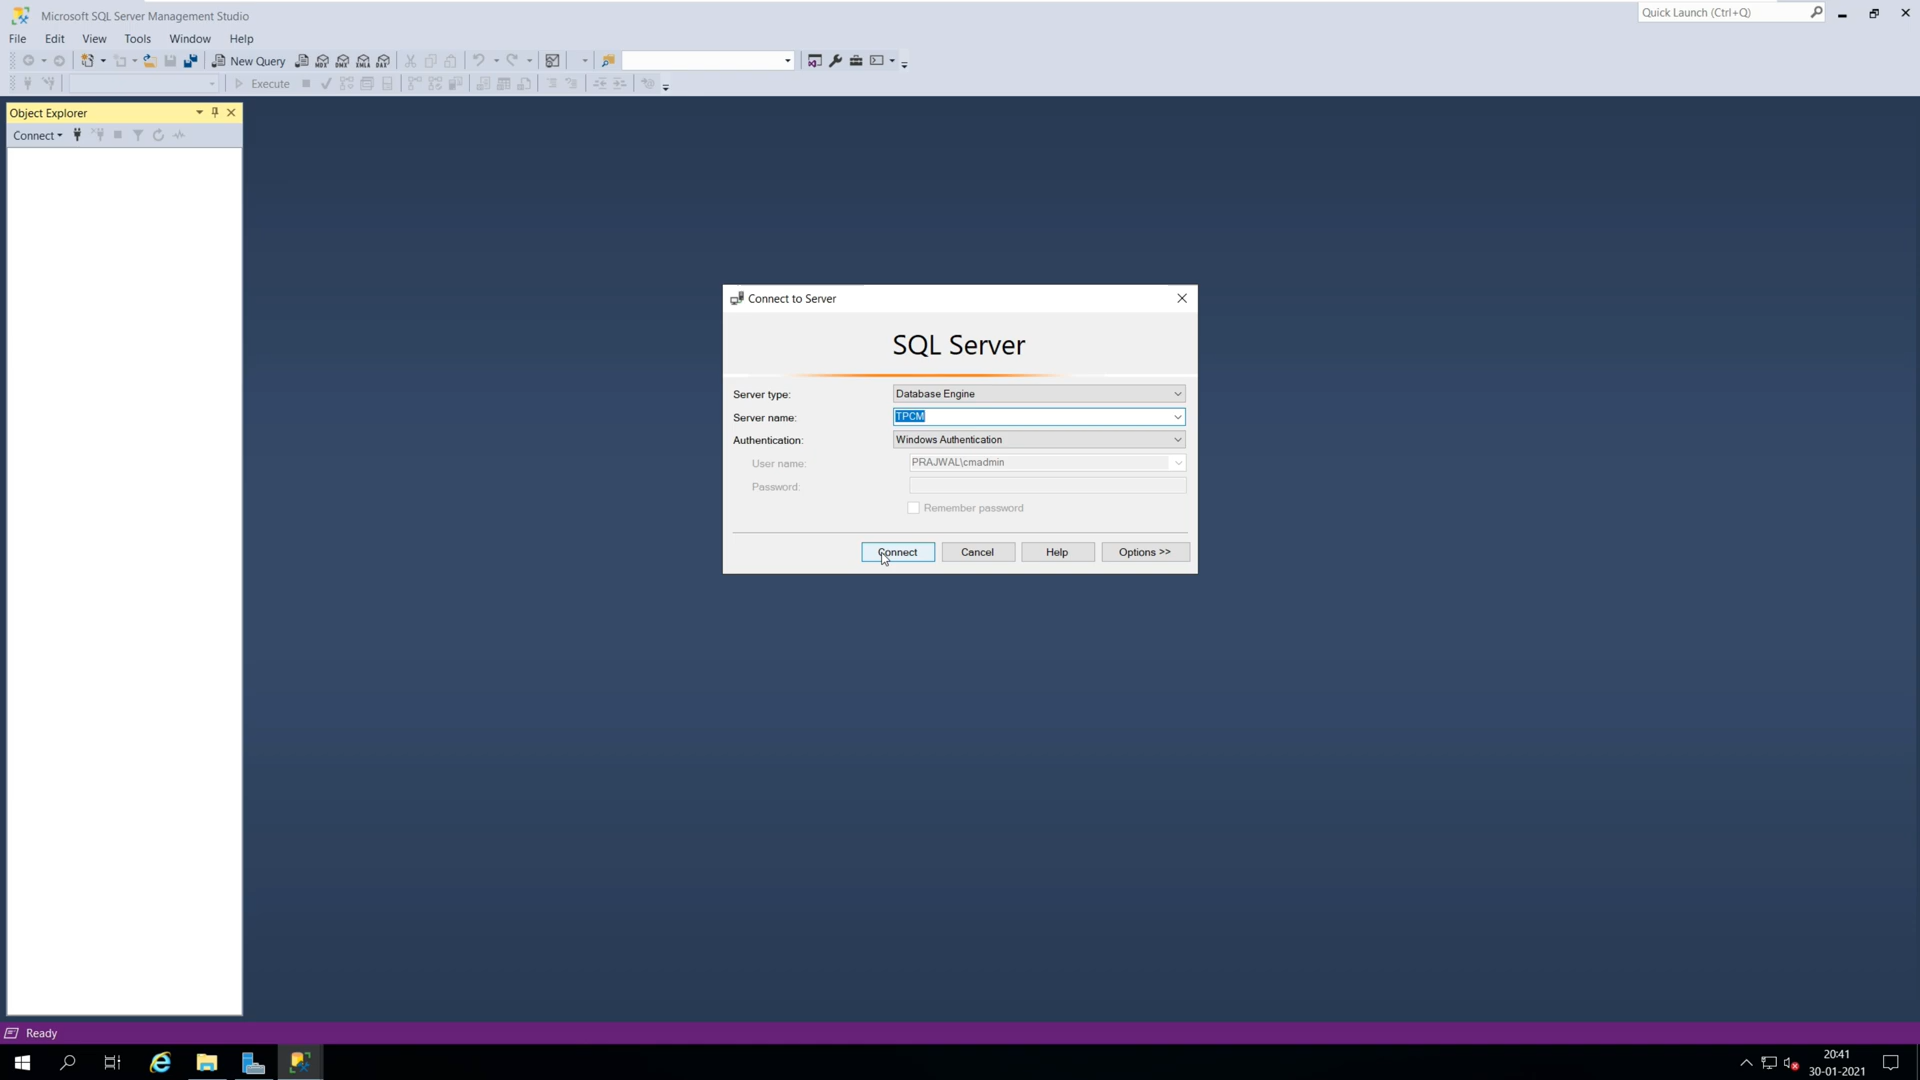 Microsoft SQL Server Management Studio
Quick Launch (Ctrl+Q)
File Edit View Tools Window Help
New Query
Execute
Object Explorer
Connect
Connect to Server
SQL Server
Server type: Database Engine
Server name: TPCM
Authentication: Windows Authentication
User name: PRAJWAL\cmadmin
Password:
Remember password
Connect Cancel Help Options >>
Ready
20:41
30-01-2021